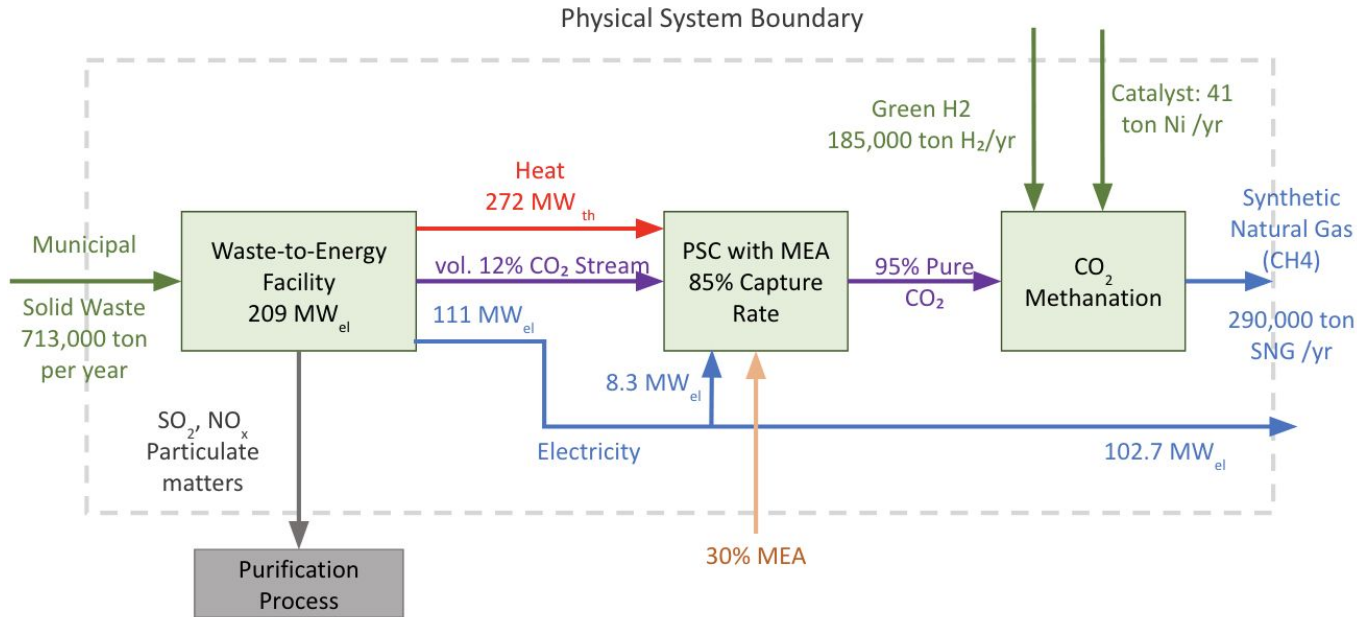 Physical System Boundary
Green H2
185,000 ton H₂/yr
Catalyst: 41
ton Ni /yr
Heat
272 MW th
Municipal
Solid Waste
713,000 ton
per year
Waste-to-Energy
Facility
209 MWel
vol. 12% CO₂ Stream
111 MWel
PSC with MEA
85% Capture
Rate
95% Pure
CO₂
CO₂
Methanation
Synthetic
Natural Gas
(CH4)
290,000 ton
SNG /yr
8.3 MWel
SO₂, NOx
Particulate
matters
Electricity
102.7 MWel
30% MEA
Purification
Process